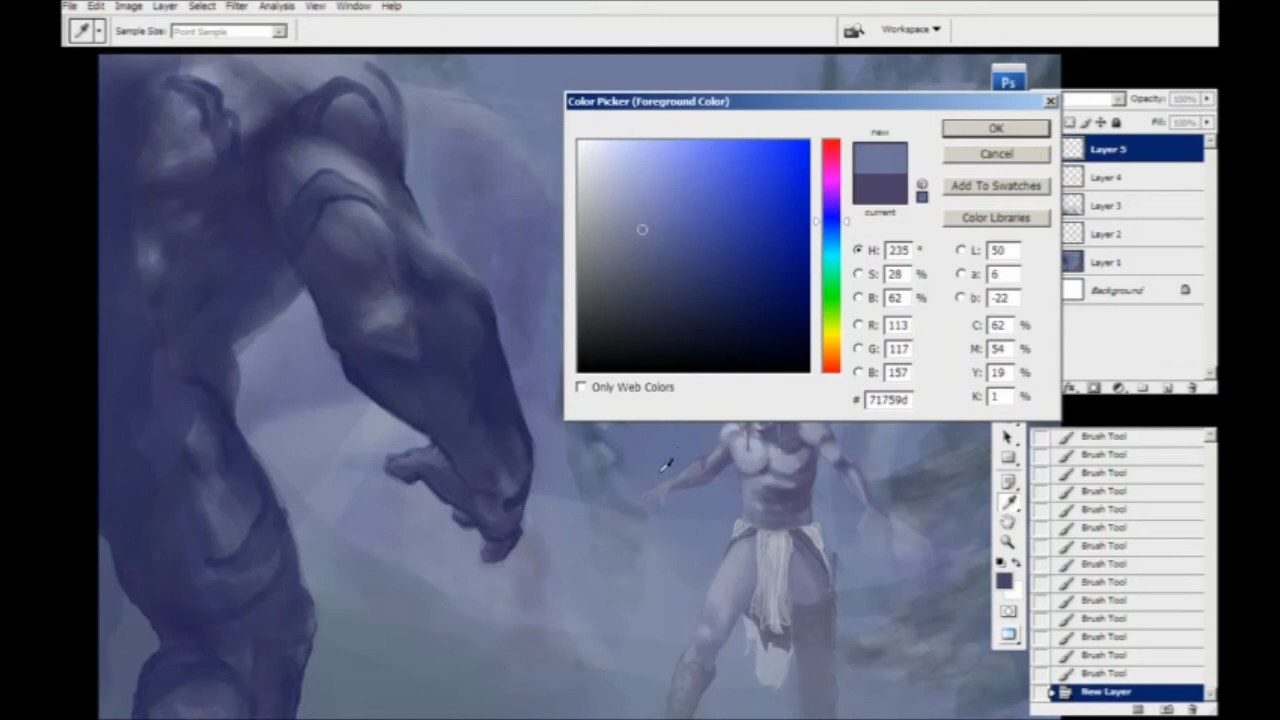 File Edit Image Layer Select Filter Analysis View Window Help
Sample Size: Point Sample
Workspace
Ps
Color Picker (Foreground Color)
new
current
OK
Cancel
Add To Swatches
Color Libraries
H: 235 °
S: 28 %
B: 62 %
R: 113
G: 117
B: 157
# 71759d
L: 50
a: 6
b: -22
C: 62 %
M: 54 %
Y: 19 %
K: 1 %
Only Web Colors
Opacity: 100%
Fill: 100%
Layer 5
Layer 4
Layer 3
Layer 2
Layer 1
Background
Brush Tool
Brush Tool
Brush Tool
Brush Tool
Brush Tool
Brush Tool
Brush Tool
Brush Tool
Brush Tool
Brush Tool
Brush Tool
Brush Tool
Brush Tool
Brush Tool
New Layer